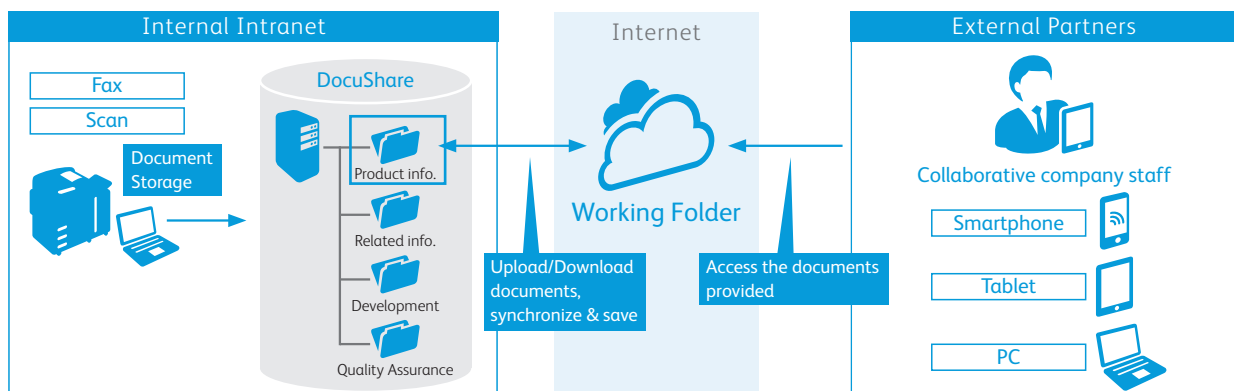 Internal Intranet
Fax
Scan
Document
Storage
DocuShare
Product info.
Related info.
Development
Quality Assurance
Upload/Download
documents,
synchronize & save
Internet
Working Folder
Access the documents
provided
External Partners
Collaborative company staff
Smartphone
Tablet
PC